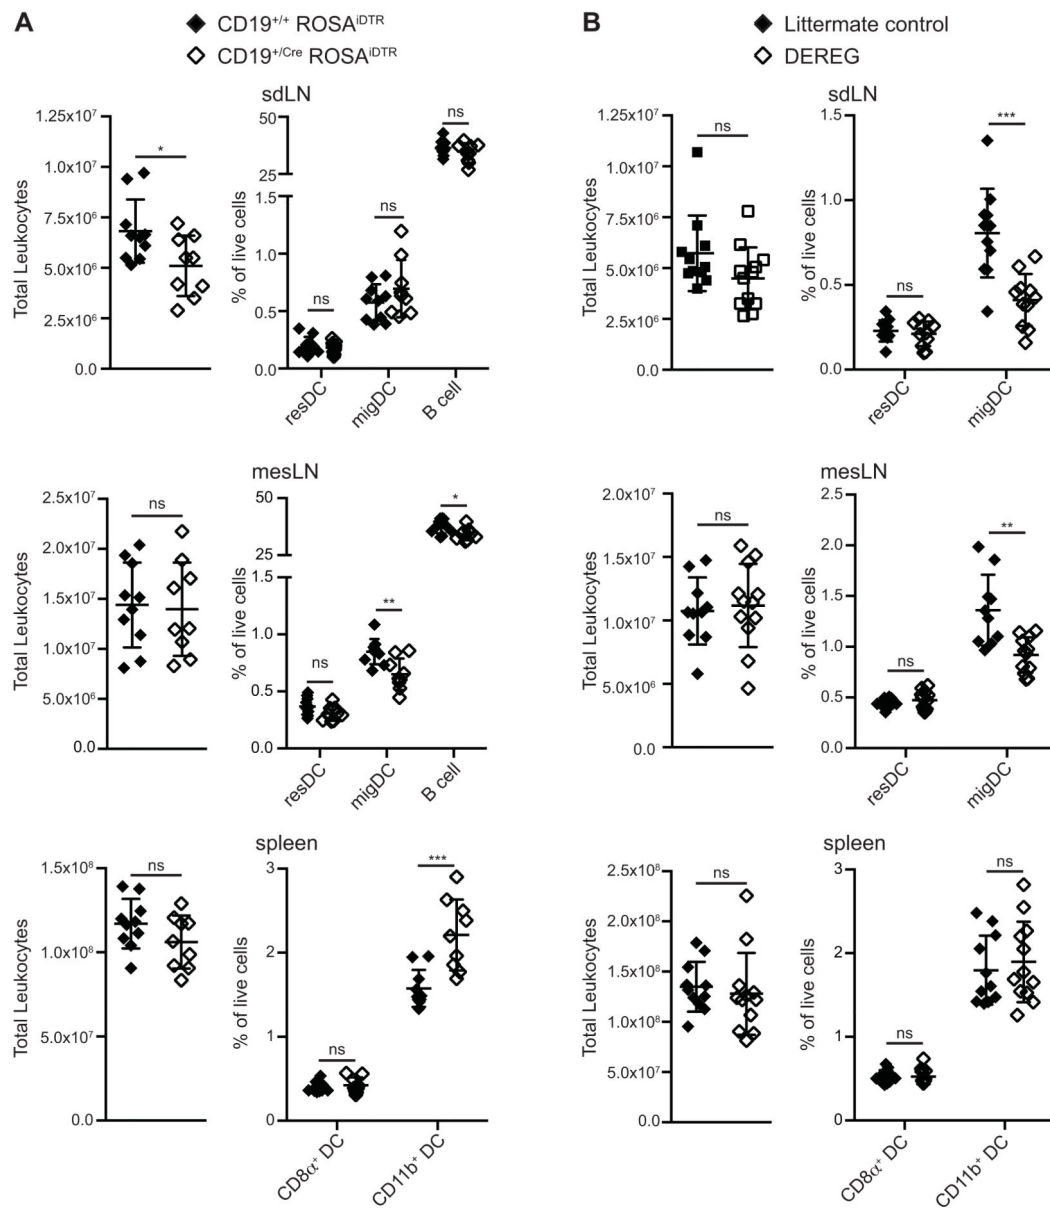 A
CD19+/+ ROSAiDTR
CD19+/Cre ROSAiDTR
B
Littermate control
DEREG
sdLN
Total Leukocytes
1.25x10⁷
1.0x10⁷
7.5x10⁶
5.0x10⁶
2.5x10⁶
0.0
*
% of live cells
50
25
1.5
1.0
0.5
0.0
ns
ns
ns
resDC
migDC
B cell
sdLN
Total Leukocytes
1.25x10⁷
1.0x10⁷
7.5x10⁶
5.0x10⁶
2.5x10⁶
0.0
ns
% of live cells
1.5
1.0
0.5
0.0
ns
***
resDC
migDC
mesLN
Total Leukocytes
2.5x10⁷
2.0x10⁷
1.5x10⁷
1.0x10⁷
5.0x10⁶
0.0
ns
% of live cells
50
25
1.5
1.0
0.5
0.0
ns
**
*
resDC
migDC
B cell
mesLN
Total Leukocytes
2.0x10⁷
1.5x10⁷
1.0x10⁷
5.0x10⁶
0.0
ns
% of live cells
2.5
2.0
1.5
1.0
0.5
0.0
ns
**
resDC
migDC
spleen
Total Leukocytes
1.5x10⁸
1.0x10⁸
5.0x10⁷
0.0
ns
% of live cells
3
2
1
0
ns
***
CD8α⁺ DC
CD11b⁺ DC
spleen
Total Leukocytes
2.5x10⁸
2.0x10⁸
1.5x10⁸
1.0x10⁸
5.0x10⁷
0.0
ns
% of live cells
3
2
1
0
ns
ns
CD8α⁺ DC
CD11b⁺ DC